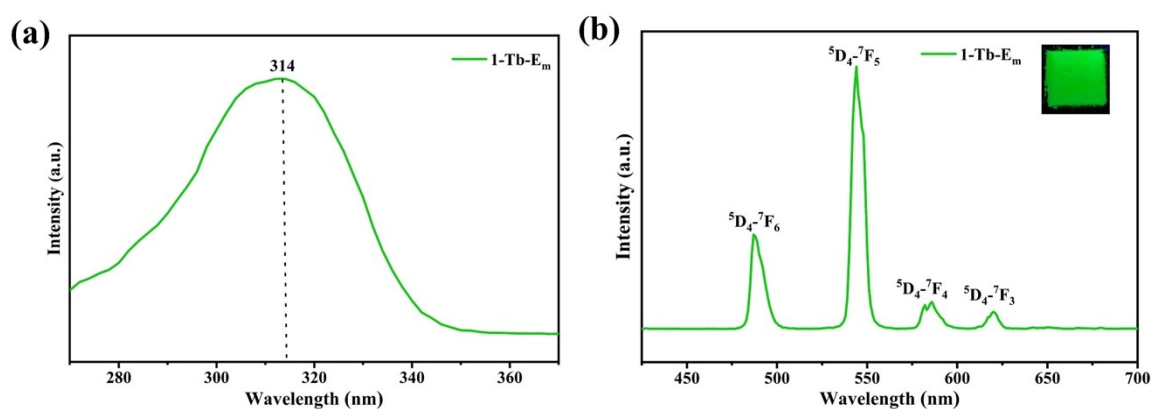 (a)
314
1-Tb-Eₘ
Intensity (a.u.)
280 300 320 340 360
Wavelength (nm)
(b)
⁵D₄-⁷F₅
1-Tb-Eₘ
⁵D₄-⁷F₆
⁵D₄-⁷F₄
⁵D₄-⁷F₃
Intensity (a.u.)
450 500 550 600 650 700
Wavelength (nm)